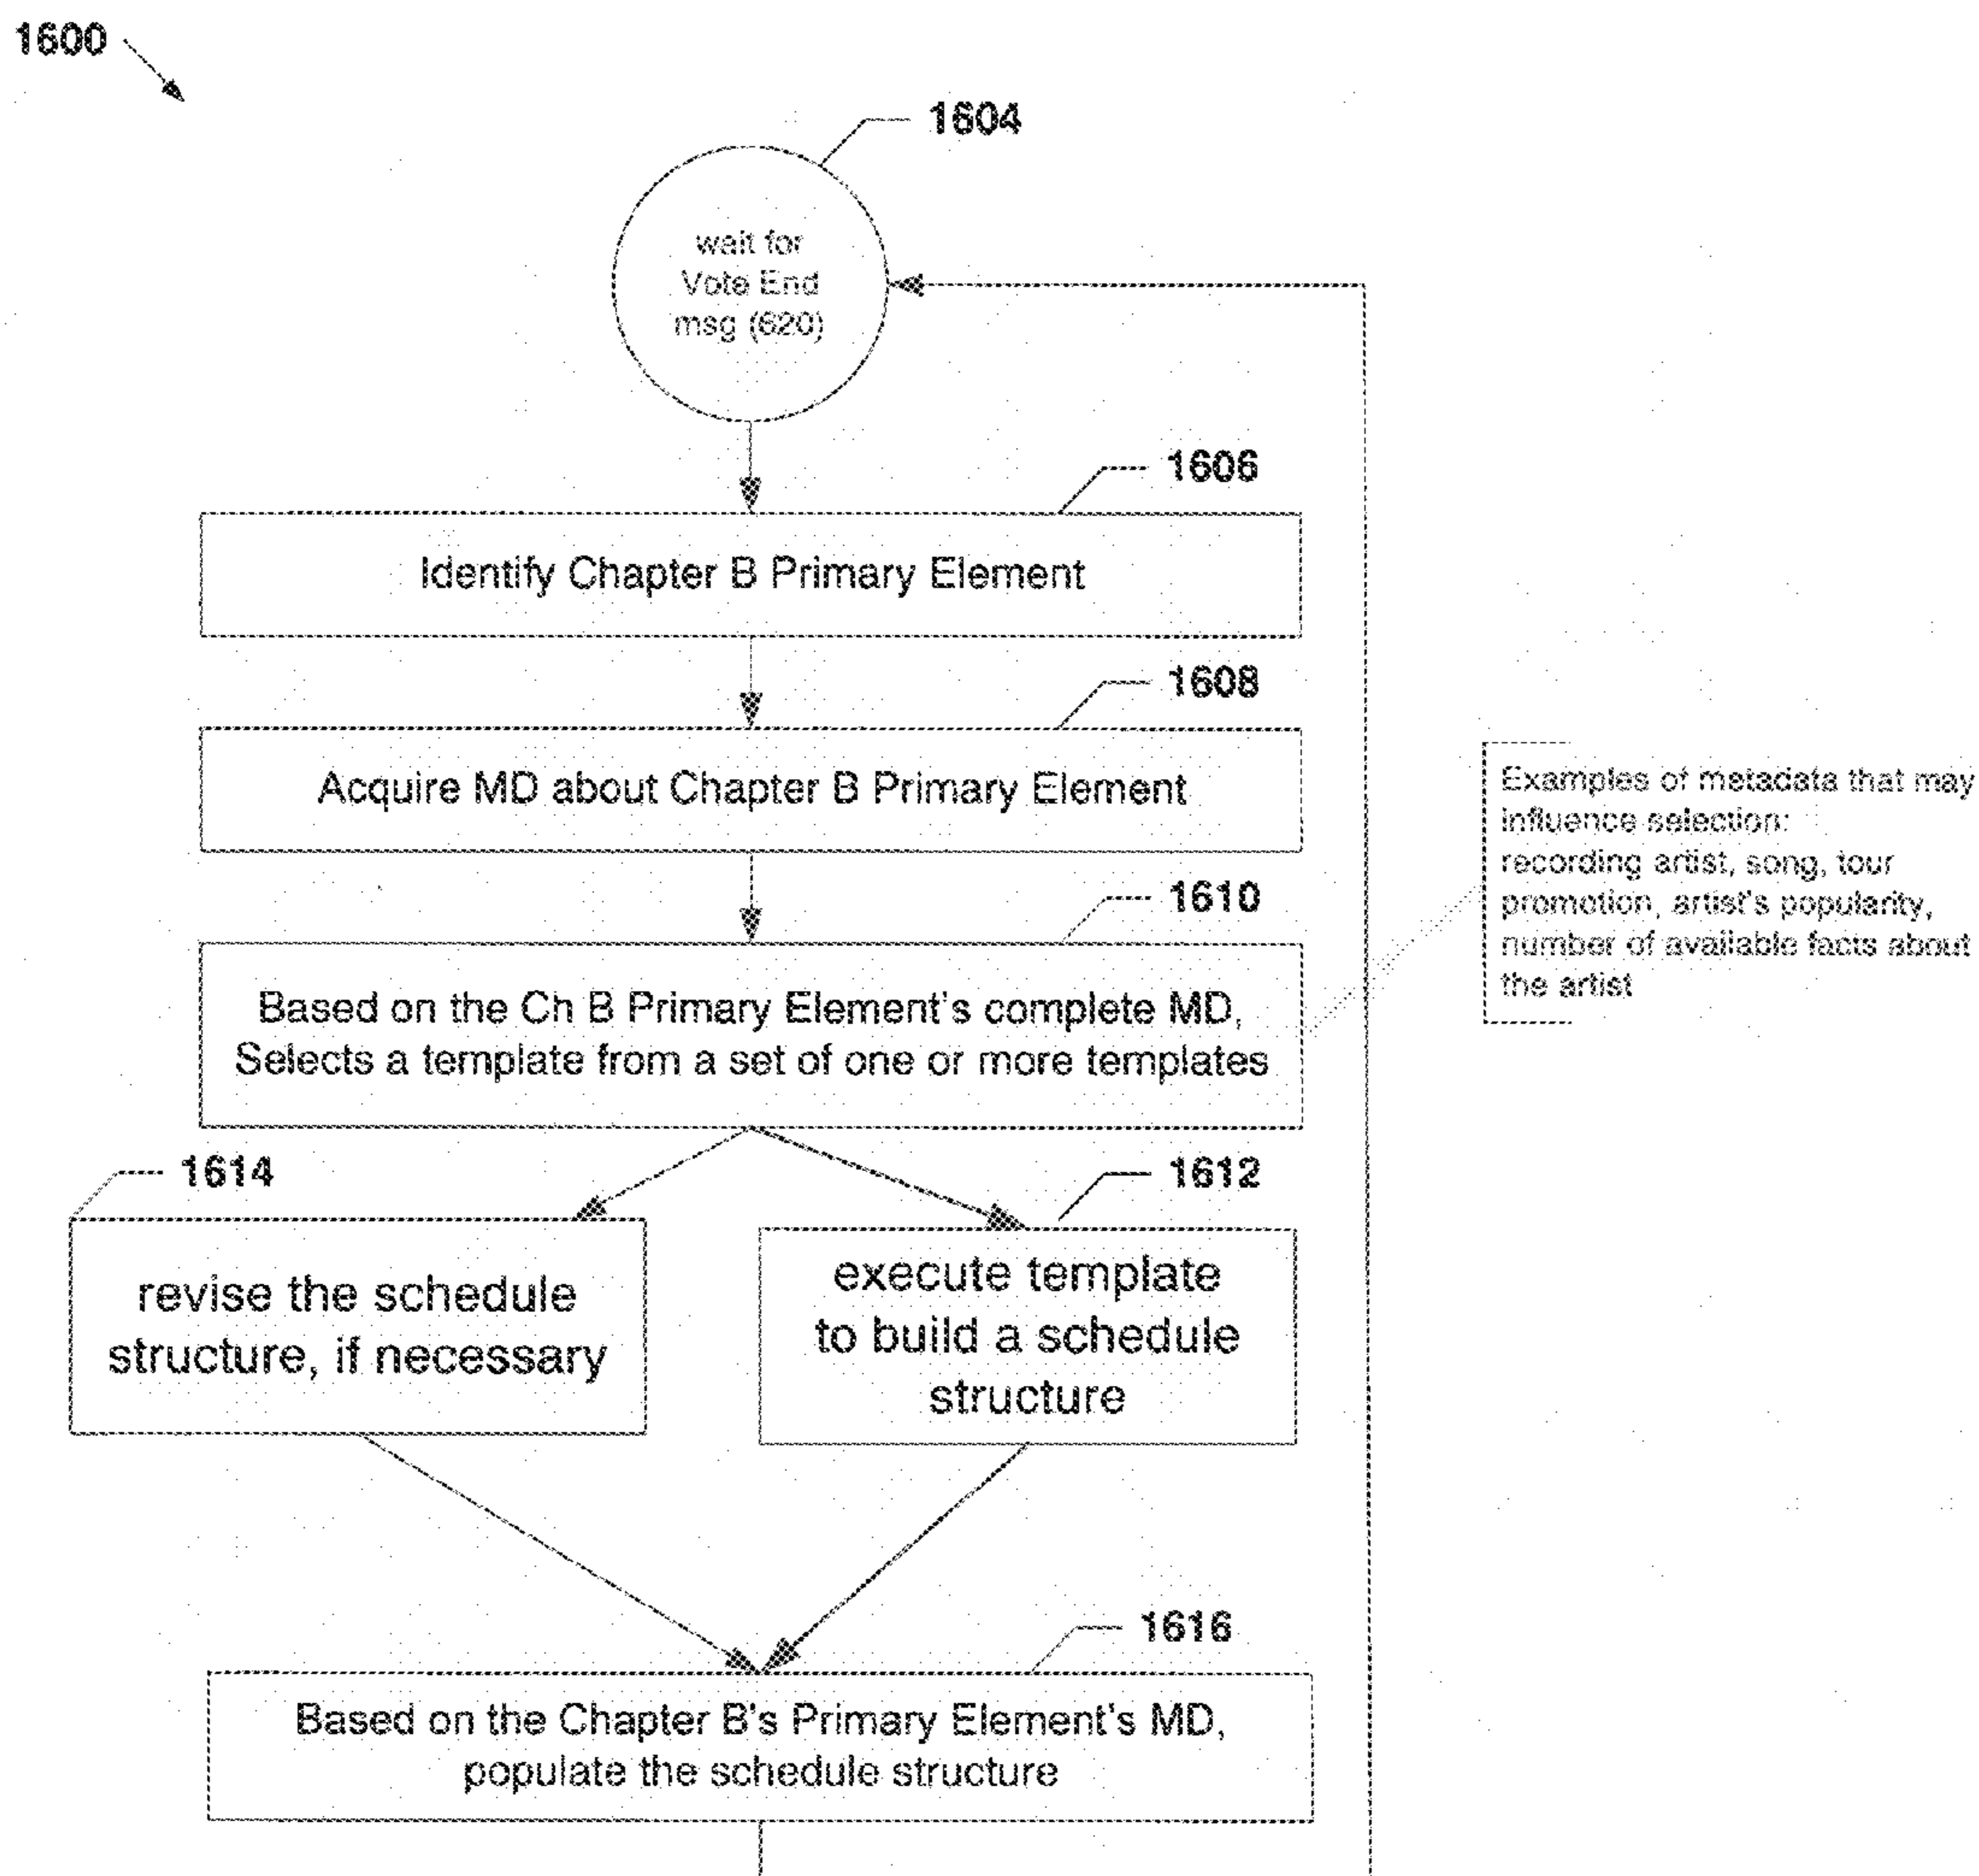 1600
1604
wait for
Vote End
msg (620)
1606
Identify Chapter B Primary Element
1608
Acquire MD about Chapter B Primary Element
Examples of metadata that may
influence selection:
recording artist, song, tour
promotion, artist's popularity,
number of available facts about
the artist
1610
Based on the Ch B Primary Element's complete MD,
Selects a template from a set of one or more templates
1614
1612
revise the schedule
structure, if necessary
execute template
to build a schedule
structure
1616
Based on the Chapter B's Primary Element's MD,
populate the schedule structure